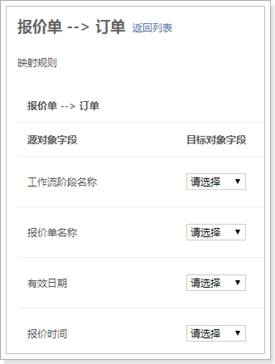 报价单 --> 订单 返回列表
映射规则
报价单 --> 订单
源对象字段 目标对象字段
工作流阶段名称 请选择
报价单名称 请选择
有效日期 请选择
报价时间 请选择